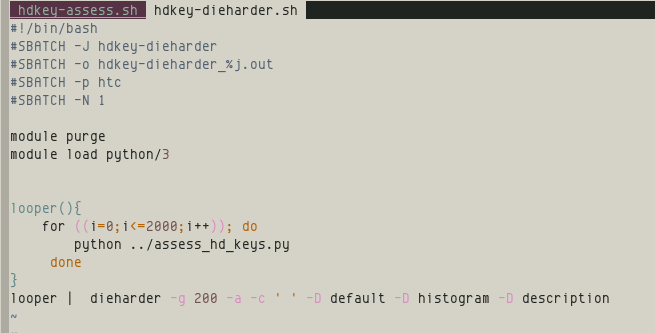 hdkey-assess.sh hdkey-dieharder.sh
#!/bin/bash
#SBATCH -J hdkey-dieharder
#SBATCH -o hdkey-dieharder_%j.out
#SBATCH -p htc
#SBATCH -N 1
module purge
module load python/3
looper(){
for ((i=0;i<=2000;i++)); do
python ../assess_hd_keys.py
done
}
looper | dieharder -g 200 -a -c ' ' -D default -D histogram -D description
~